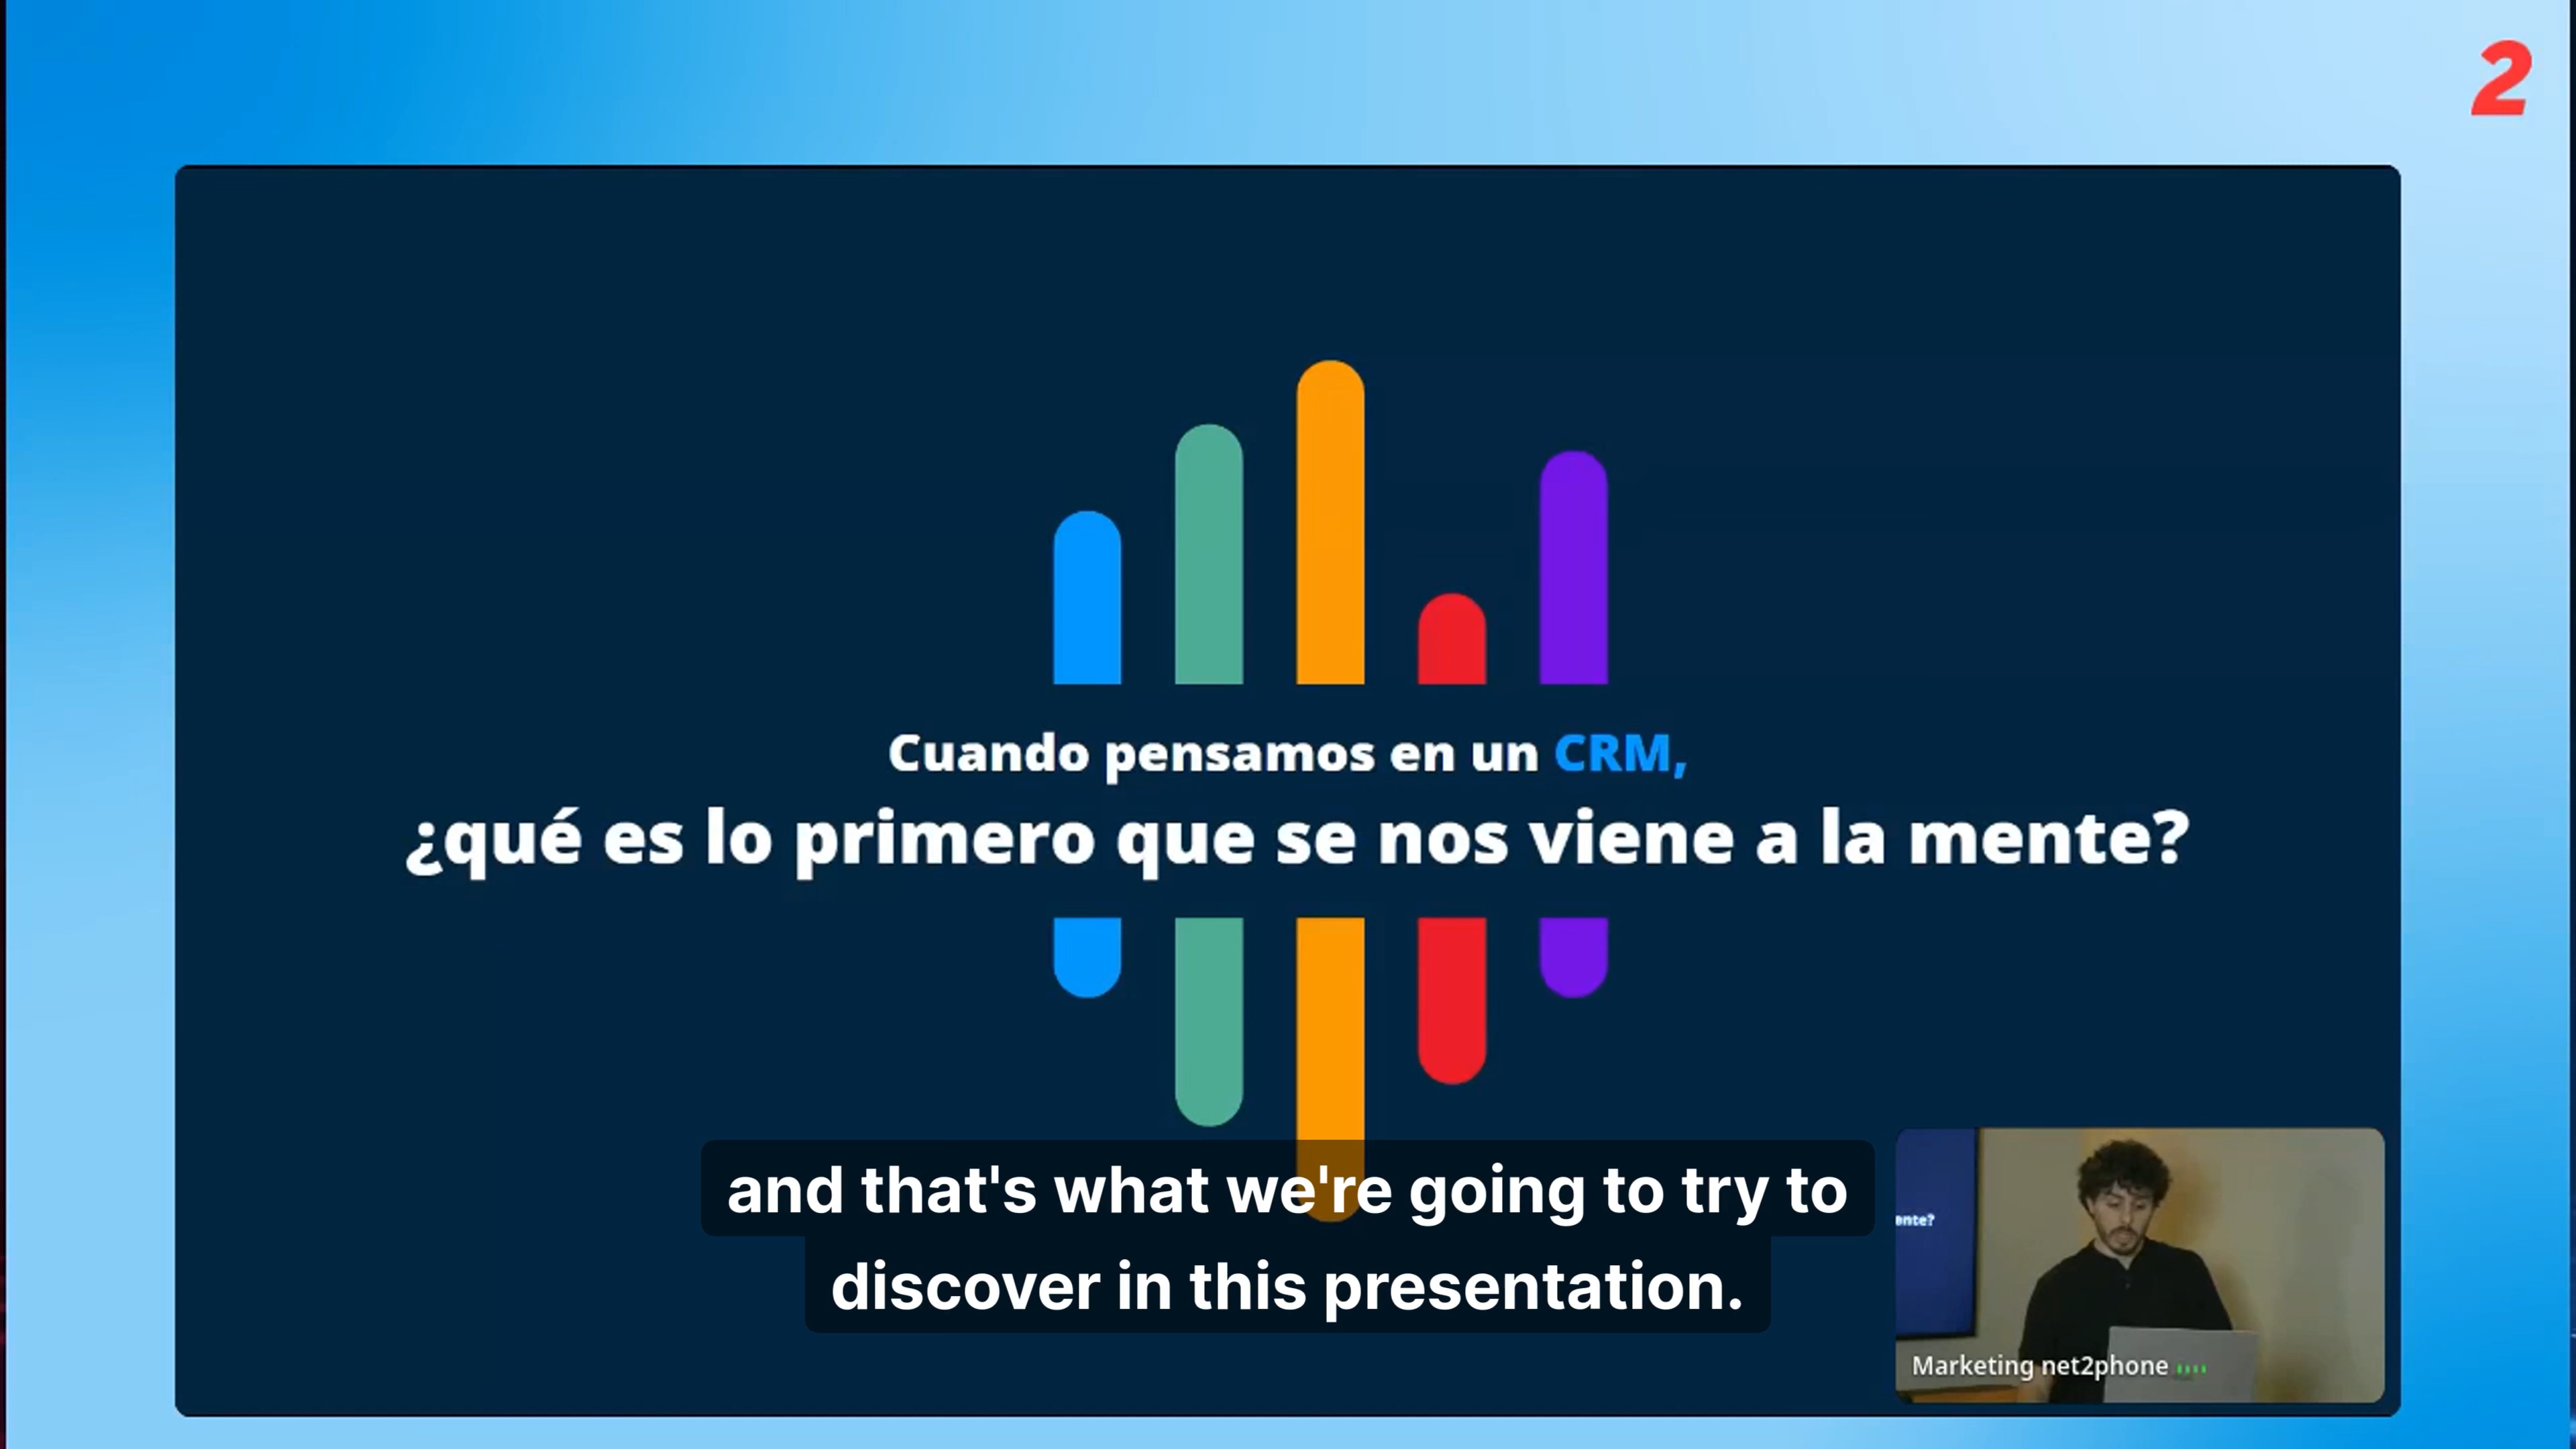 2
Cuando pensamos en un CRM,
¿qué es lo primero que se nos viene a la mente?
and that's what we're going to try to
discover in this presentation.
ente?
Marketing net2phone